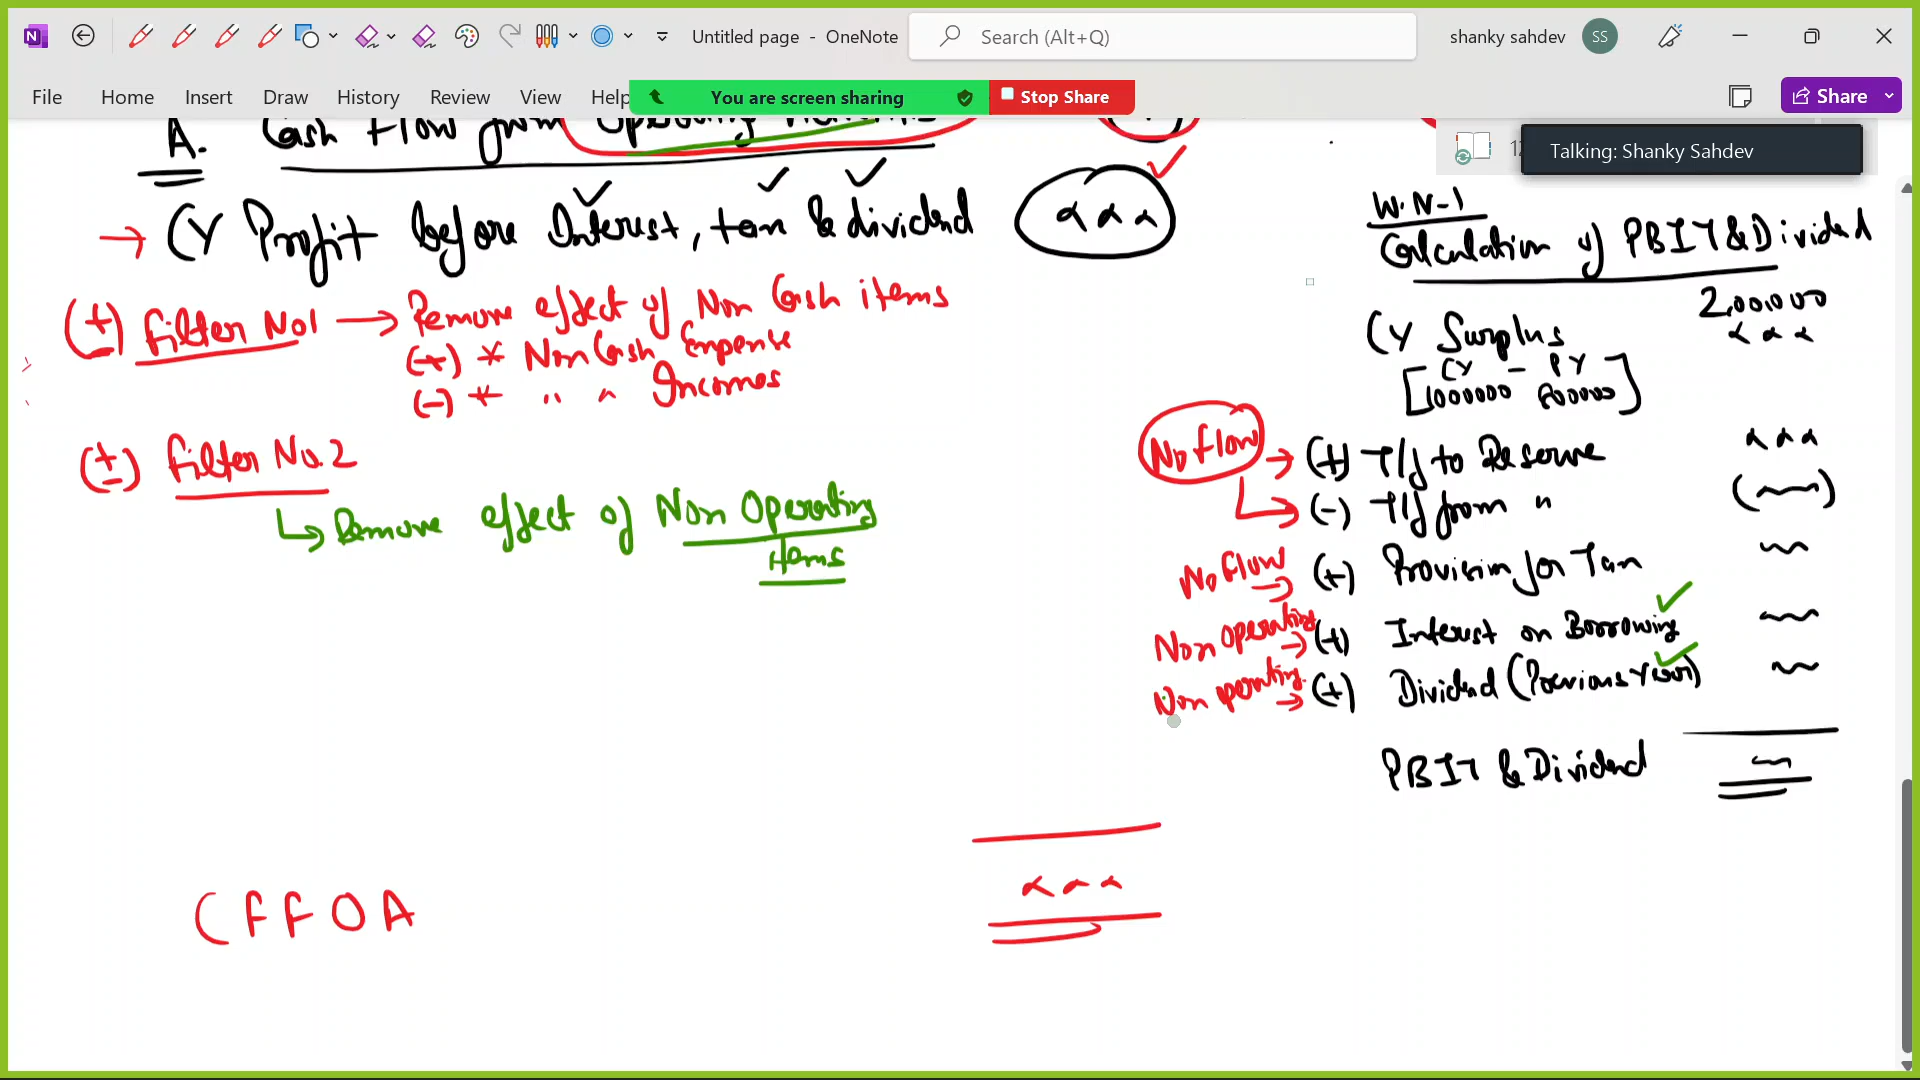 Untitled page - OneNote
Search (Alt+Q)
shanky sahdev
SS
File
Home
Insert
Draw
History
Review
View
Help
You are screen sharing
Stop Share
Share
Talking: Shanky Sahdev
A. Cash Flow from Operating
→ CY Profit before Interest, tax & dividend
(±) Filter No1 → Remove effect of Non Cash items
(+) * Non Cash Expense
(-) * " " Incomes
(±) Filter No.2
↳ Remove effect of Non Operating
items
CFFOA
W.N-1
Calculation of PBIT & Dividend
2,00,000
CY Surplus
CY - PY
[1000000 800000]
No flow → (+) T/f to Reserve
(-) T/f from "
No flow → (+) Provision for Tax
Non operating → (+) Interest on Borrowing
Non operating → (+) Dividend (Previous Year)
PBIT & Dividend